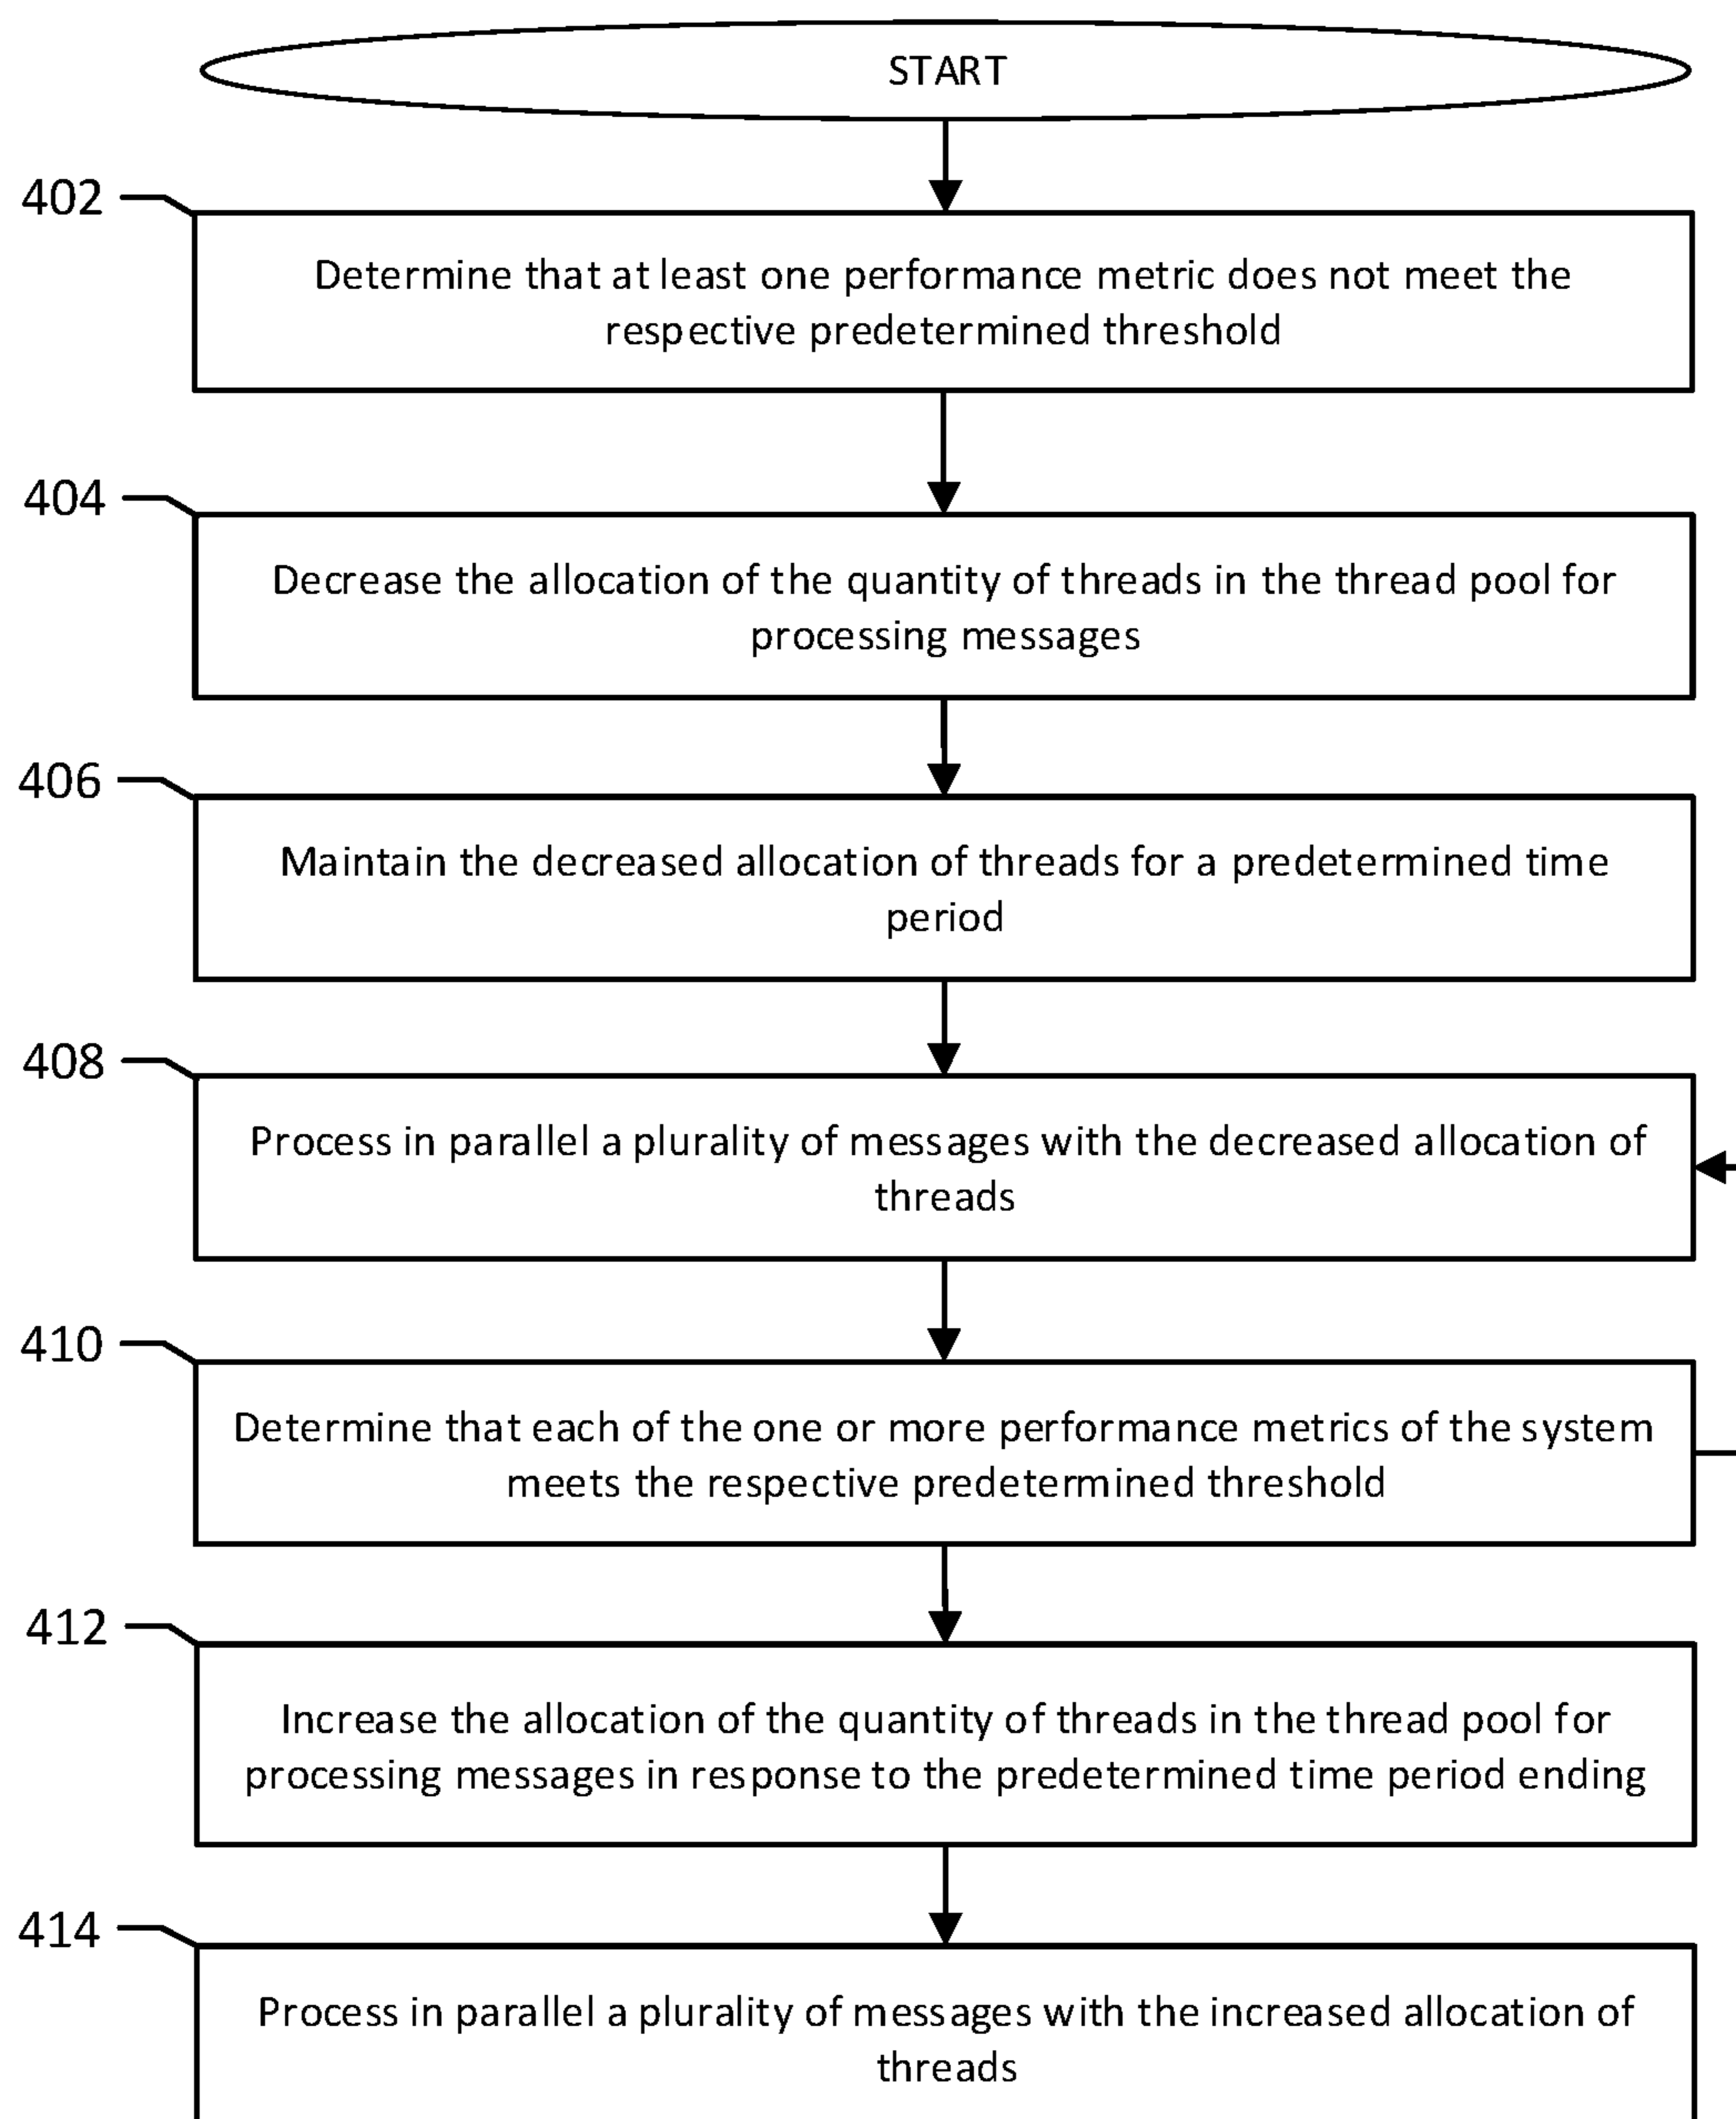 START
402
Determine that at least one performance metric does not meet the
respective predetermined threshold
404
Decrease the allocation of the quantity of threads in the thread pool for
processing messages
406
Maintain the decreased allocation of threads for a predetermined time
period
408
Process in parallel a plurality of messages with the decreased allocation of
threads
410
Determine that each of the one or more performance metrics of the system
meets the respective predetermined threshold
412
Increase the allocation of the quantity of threads in the thread pool for
processing messages in response to the predetermined time period ending
414
Process in parallel a plurality of messages with the increased allocation of
threads